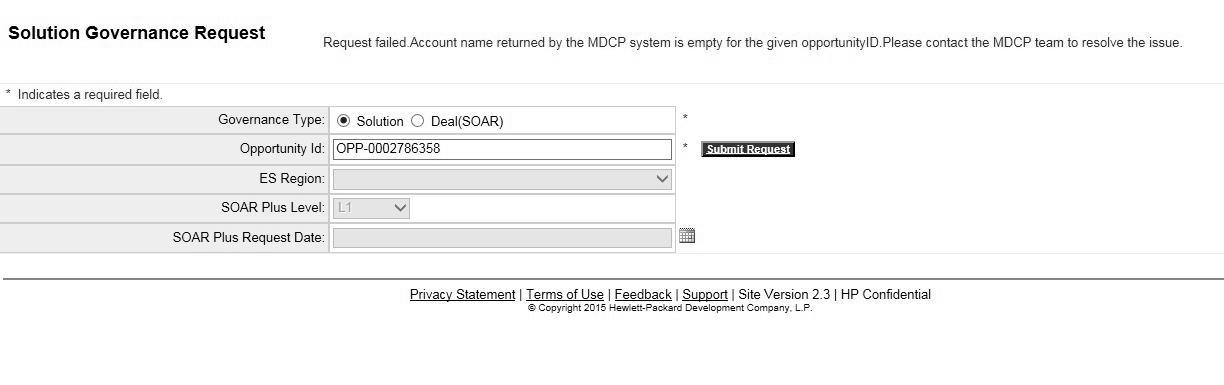 Solution Governance Request
Request failed.Account name returned by the MDCP system is empty for the given opportunityID.Please contact the MDCP team to resolve the issue.
* Indicates a required field.
Governance Type: Solution Deal(SOAR) *
Opportunity Id: OPP-0002786358 * Submit Request
ES Region:
SOAR Plus Level: L1
SOAR Plus Request Date:
Privacy Statement | Terms of Use | Feedback | Support | Site Version 2.3 | HP Confidential
© Copyright 2015 Hewlett-Packard Development Company, L.P.